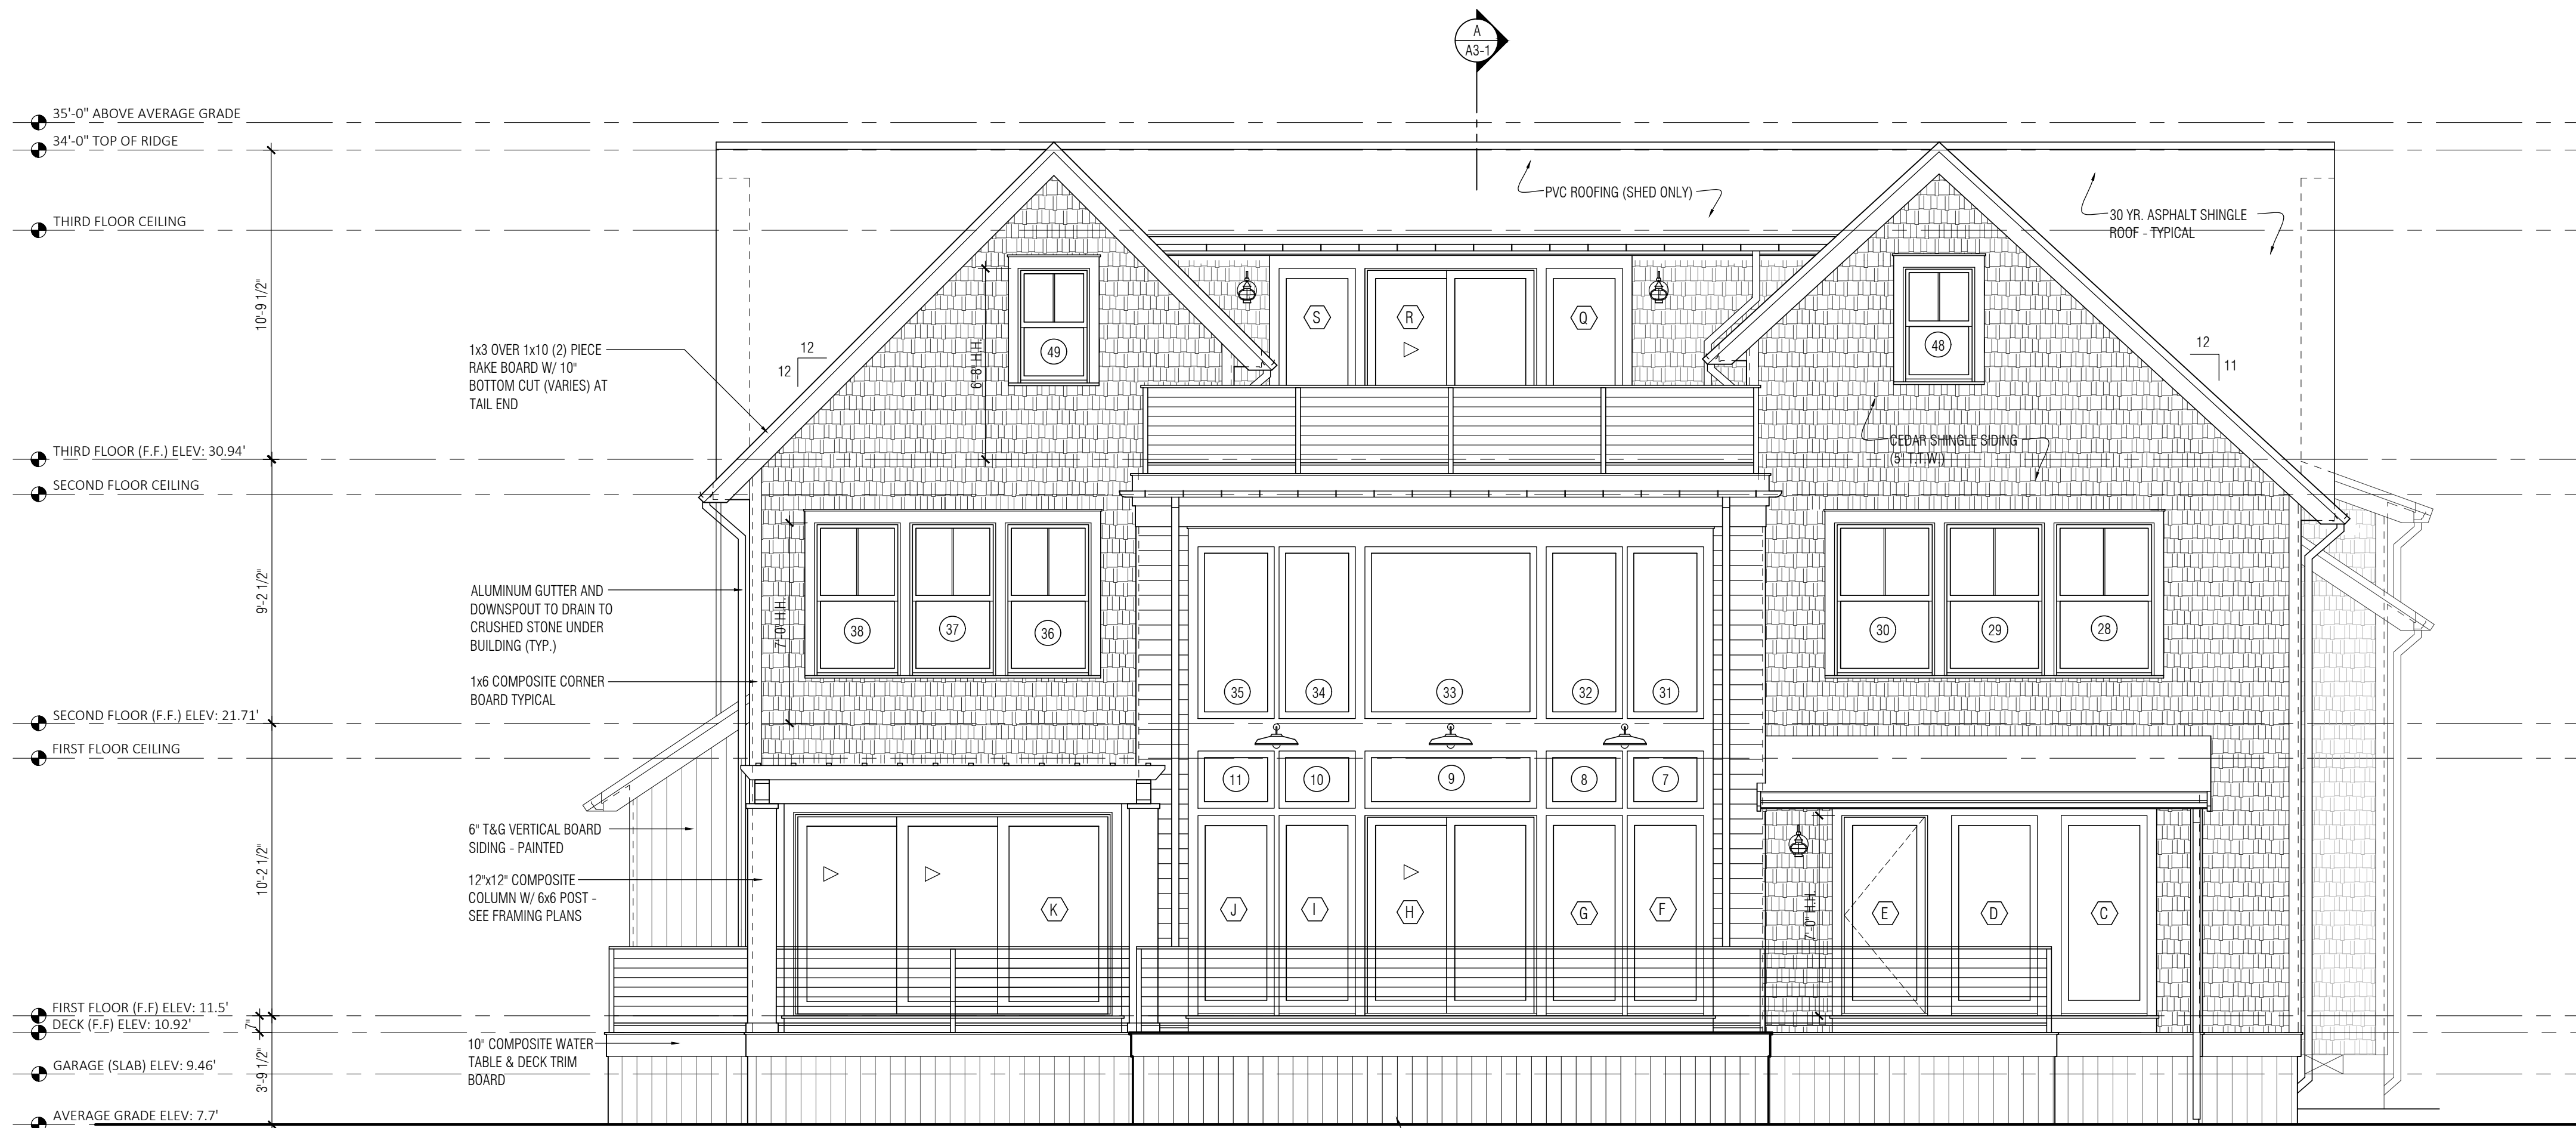 A
A3-1
35'-0" ABOVE AVERAGE GRADE
34'-0" TOP OF RIDGE
THIRD FLOOR CEILING
THIRD FLOOR (F.F.) ELEV: 30.94'
SECOND FLOOR CEILING
SECOND FLOOR (F.F.) ELEV: 21.71'
FIRST FLOOR CEILING
FIRST FLOOR (F.F) ELEV: 11.5'
DECK (F.F) ELEV: 10.92'
GARAGE (SLAB) ELEV: 9.46'
AVERAGE GRADE ELEV: 7.7'
10'-9 1/2"
9'-2 1/2"
10'-2 1/2"
7"
3'-9 1/2"
1x3 OVER 1x10 (2) PIECE
RAKE BOARD W/ 10"
BOTTOM CUT (VARIES) AT
TAIL END
ALUMINUM GUTTER AND
DOWNSPOUT TO DRAIN TO
CRUSHED STONE UNDER
BUILDING (TYP.)
1x6 COMPOSITE CORNER
BOARD TYPICAL
6" T&G VERTICAL BOARD
SIDING - PAINTED
12"x12" COMPOSITE
COLUMN W/ 6x6 POST -
SEE FRAMING PLANS
10" COMPOSITE WATER
TABLE & DECK TRIM
BOARD
12
12
PVC ROOFING (SHED ONLY)
30 YR. ASPHALT SHINGLE
ROOF - TYPICAL
12
11
CEDAR SHINGLE SIDING
(5" T.T.W.)
6'-8" H.H.
49
S
R
Q
48
7'-0" H.H.
38
37
36
35
34
33
32
31
30
29
28
11
10
9
8
7
K
J
I
H
G
F
7'-0" H.H.
E
D
C